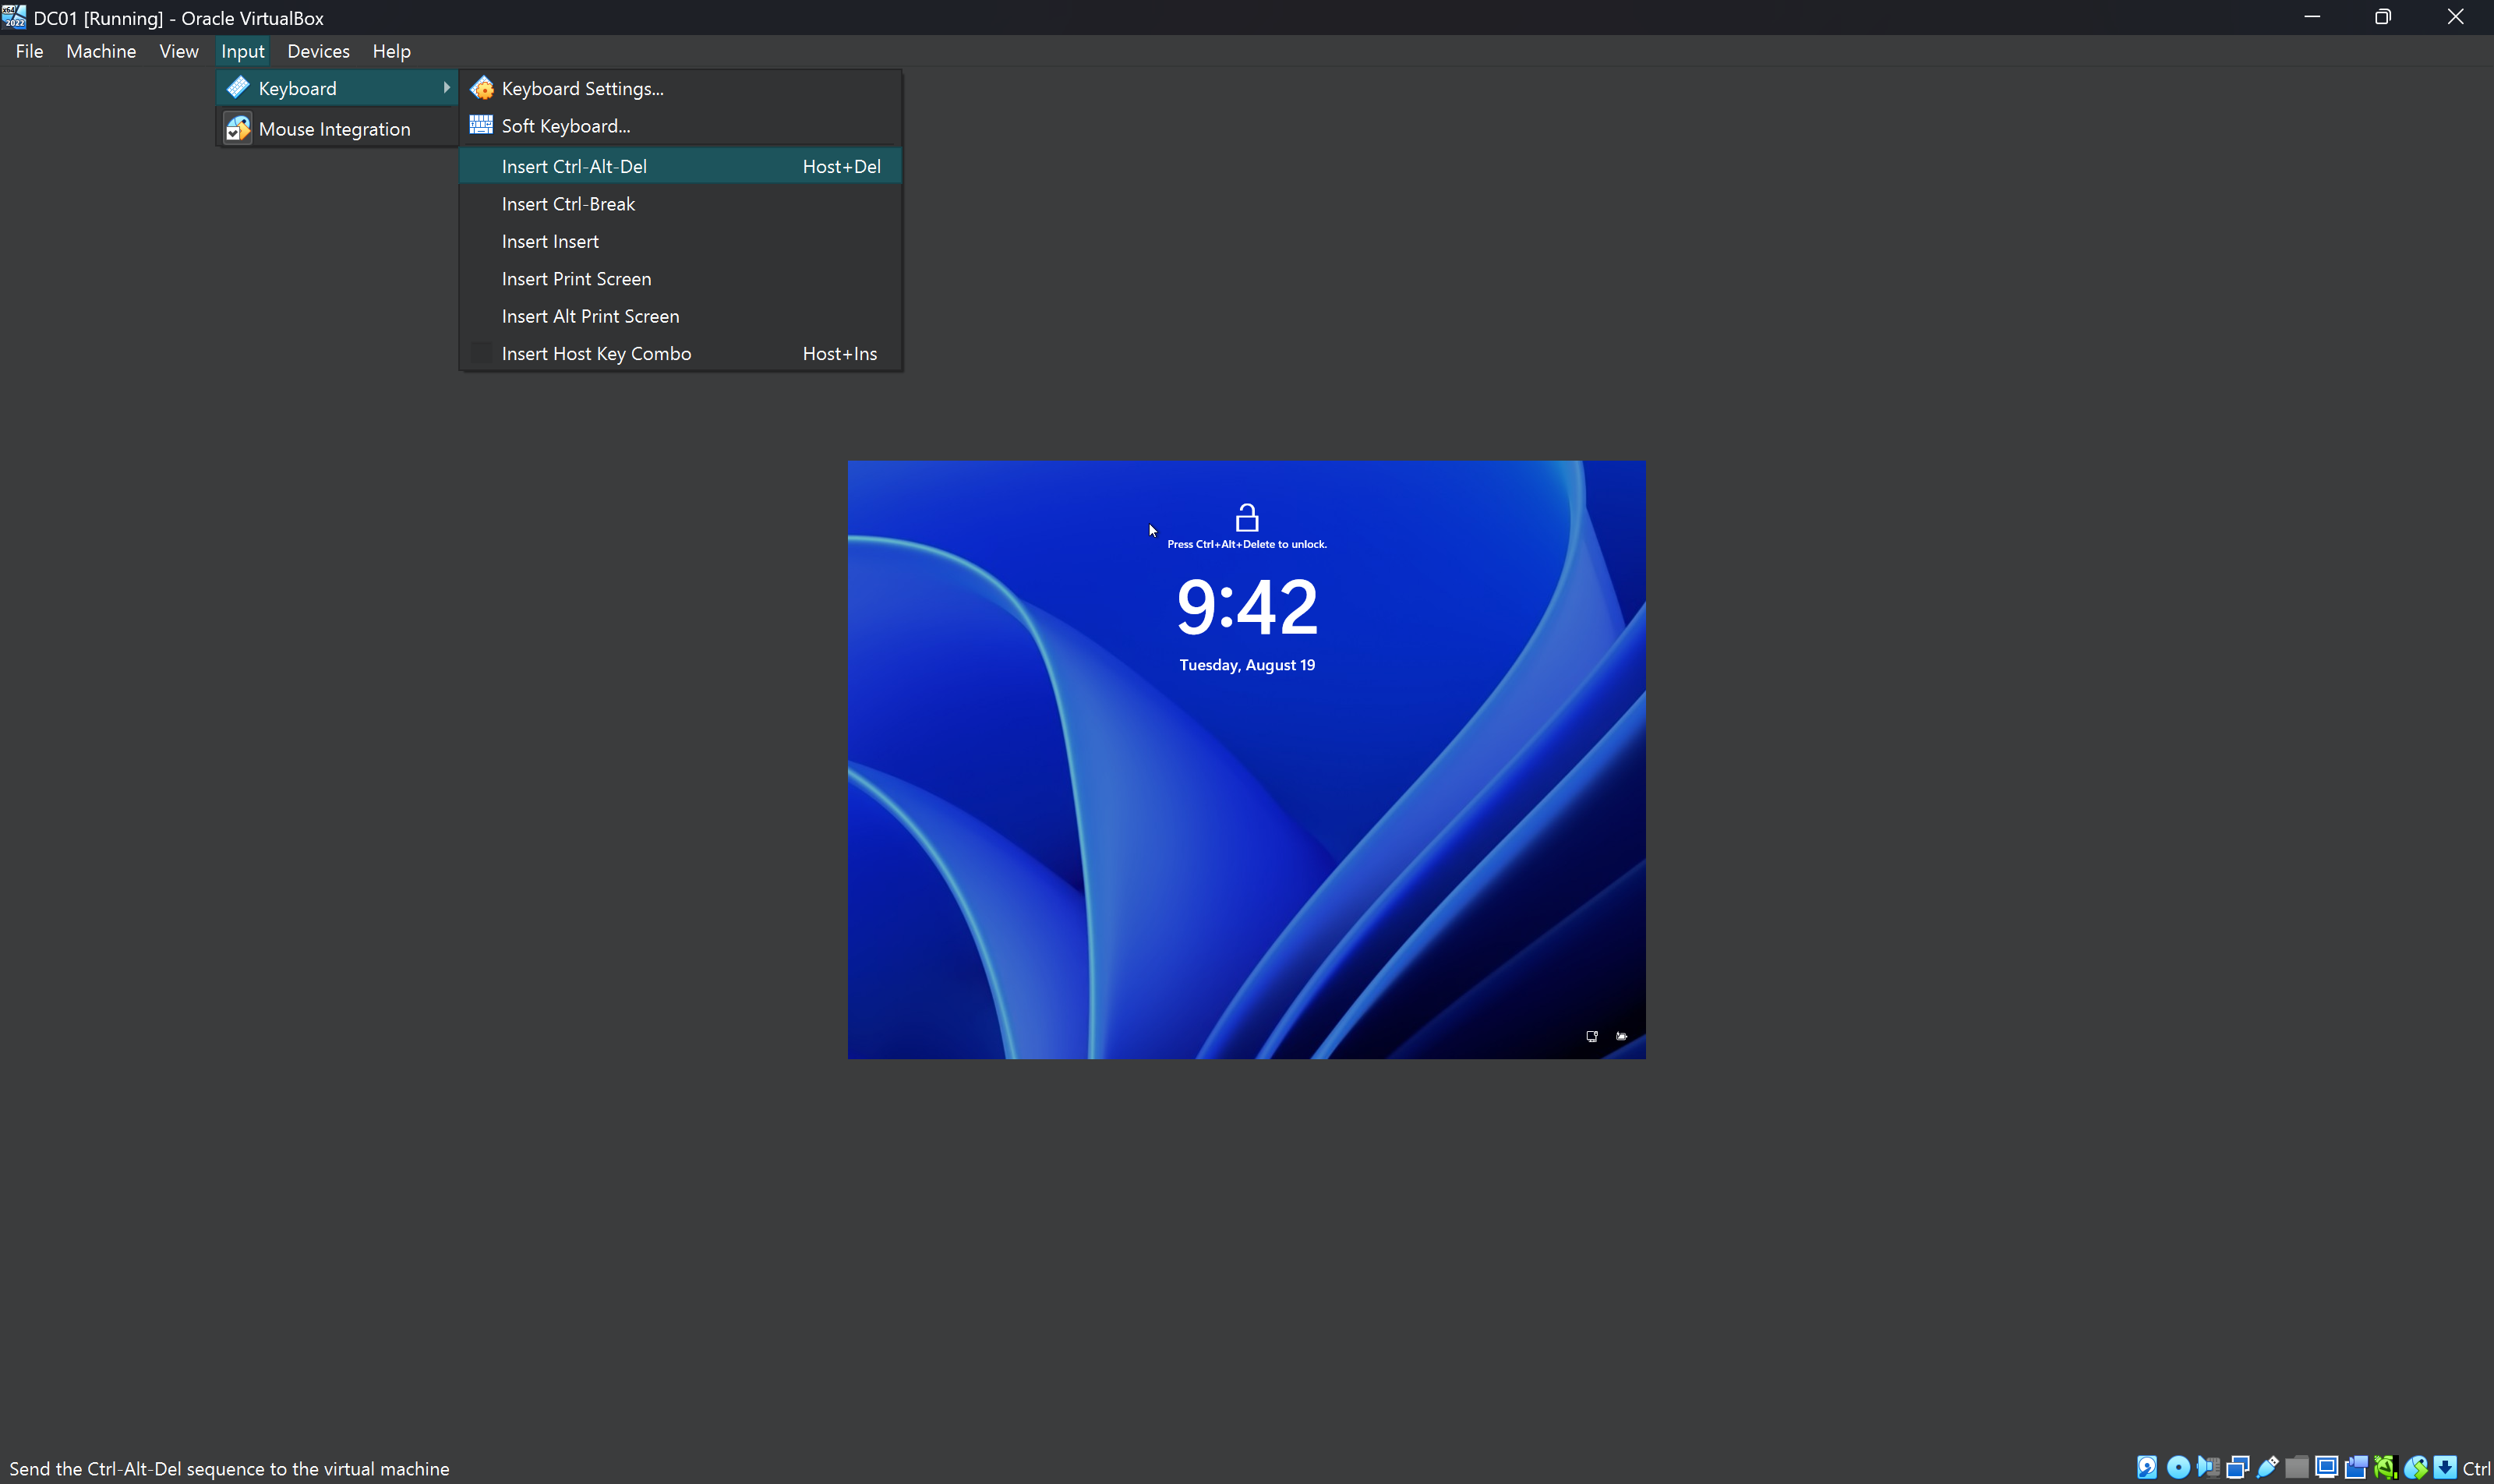 DC01 [Running] - Oracle VirtualBox
File Machine View Input Devices Help
Keyboard
Mouse Integration
Keyboard Settings...
Soft Keyboard...
Insert Ctrl-Alt-Del Host+Del
Insert Ctrl-Break
Insert Insert
Insert Print Screen
Insert Alt Print Screen
Insert Host Key Combo Host+Ins
Press Ctrl+Alt+Delete to unlock.
9:42
Tuesday, August 19
Send the Ctrl-Alt-Del sequence to the virtual machine
Ctrl